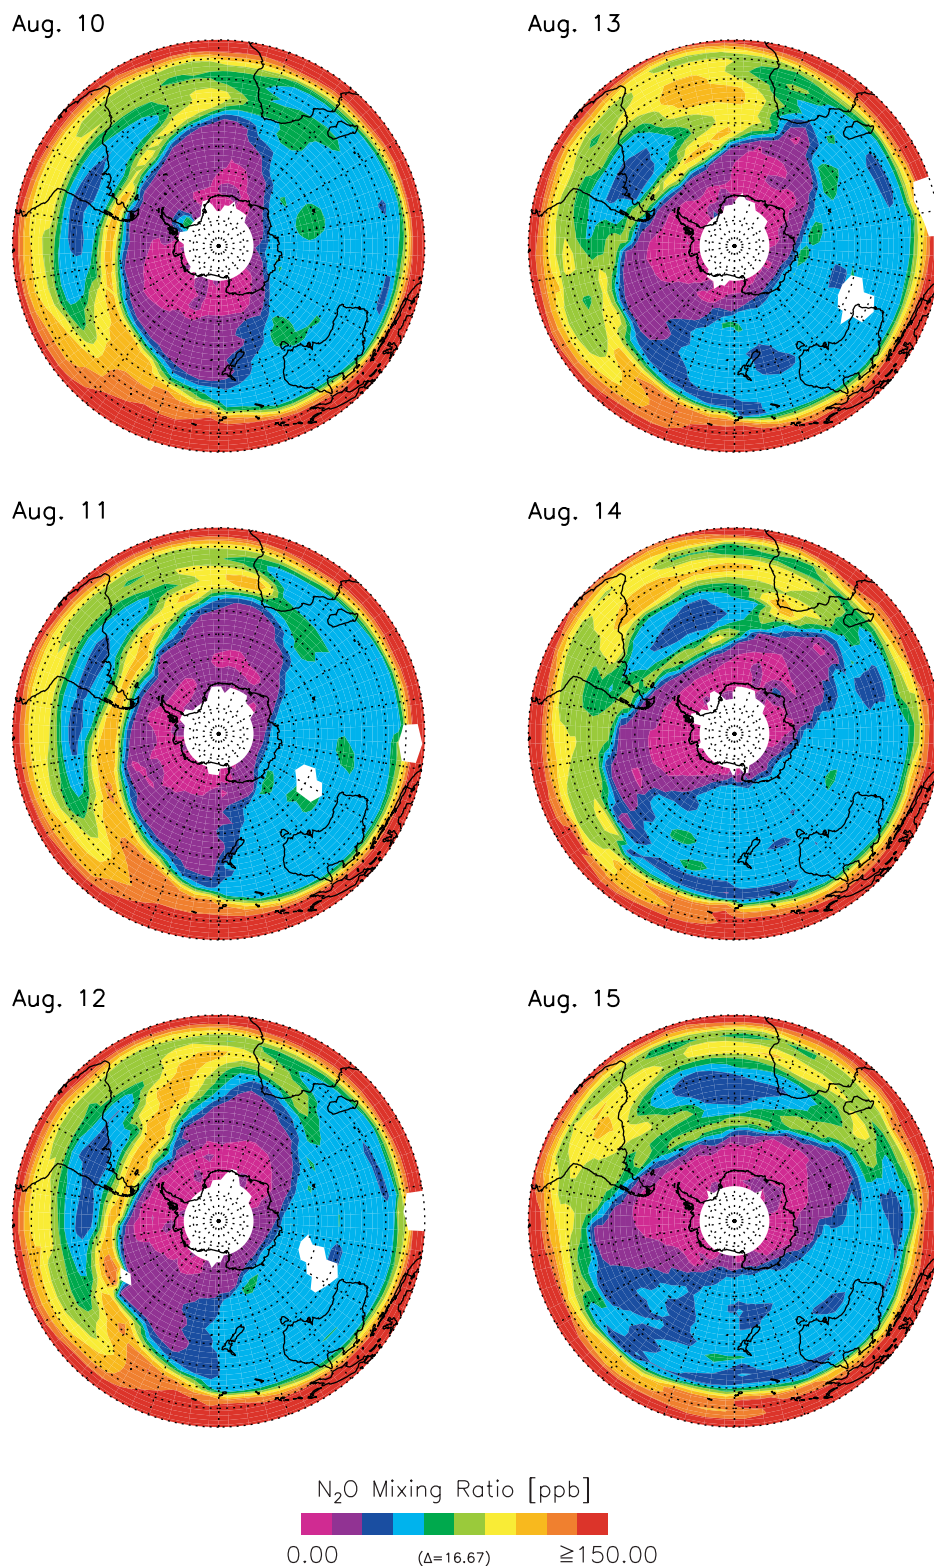 Aug. 10
Aug. 13
Aug. 11
Aug. 14
Aug. 12
Aug. 15
N₂O Mixing Ratio [ppb]
0.00 (Δ=16.67) ≧150.00